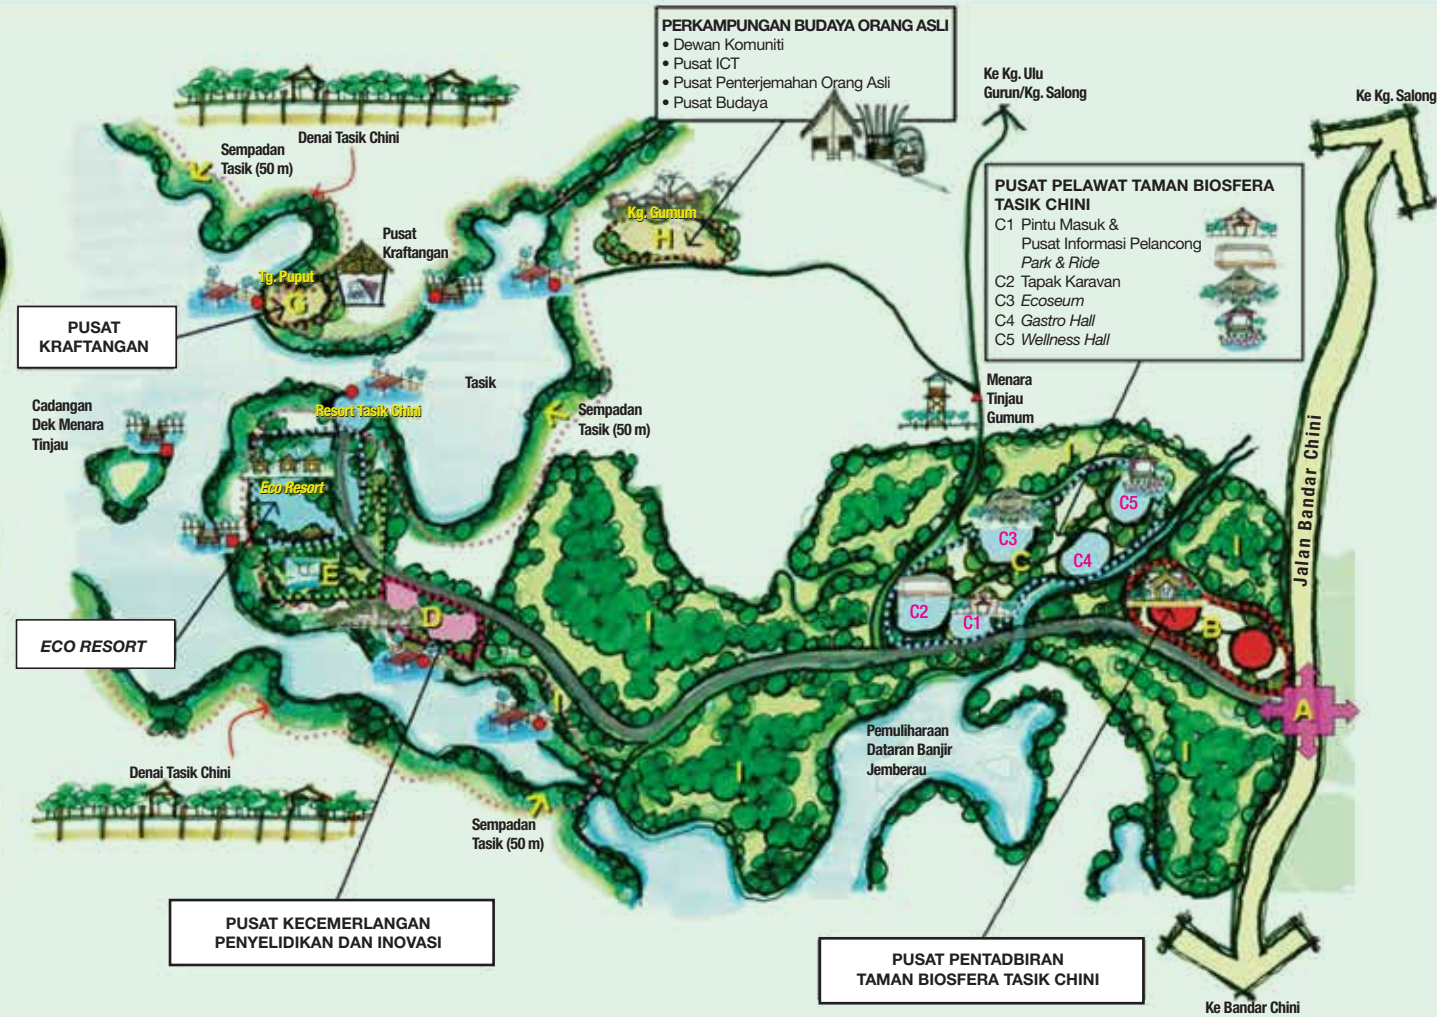 PERKAMPUNGAN BUDAYA ORANG ASLI
• Dewan Komuniti
• Pusat ICT
• Pusat Penterjemahan Orang Asli
• Pusat Budaya
Ke Kg. Ulu
Gurun/Kg. Salong
Ke Kg. Salong
Denai Tasik Chini
Sempadan
Tasik (50 m)
PUSAT PELAWAT TAMAN BIOSFERA
TASIK CHINI
C1 Pintu Masuk &
Pusat Informasi Pelancong
Park & Ride
C2 Tapak Karavan
C3 Ecoseum
C4 Gastro Hall
C5 Wellness Hall
Kg. Gumum
H
Pusat
Kraftangan
Tg. Puput
G
PUSAT
KRAFTANGAN
Tasik
Resort Tasik Chini
Cadangan
Dek Menara
Tinjau
Sempadan
Tasik (50 m)
Menara
Tinjau
Gumum
Jalan Bandar Chini
Eco Resort
E
I
C5
C3
C
C4
I
C2
C1
B
D
I
I
ECO RESORT
A
Pemuliharaan
Dataran Banjir
Jemberau
I
I
Denai Tasik Chini
Sempadan
Tasik (50 m)
PUSAT KECEMERLANGAN
PENYELIDIKAN DAN INOVASI
PUSAT PENTADBIRAN
TAMAN BIOSFERA TASIK CHINI
Ke Bandar Chini